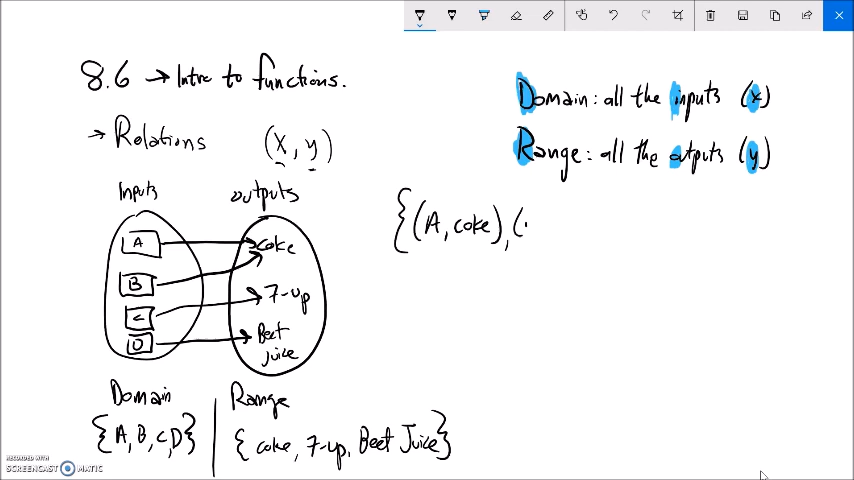 8.6 → Intro to functions.
→ Relations (x, y)
Domain: all the inputs (x)
Range: all the outputs (y)
Inputs outputs
A
B
C
D
coke
7-up
Beet
Juice
{(A, coke), (
Domain
{A, B, C, D}
Range
{coke, 7-up, Beet Juice}
RECORDED WITH
SCREENCAST MATIC